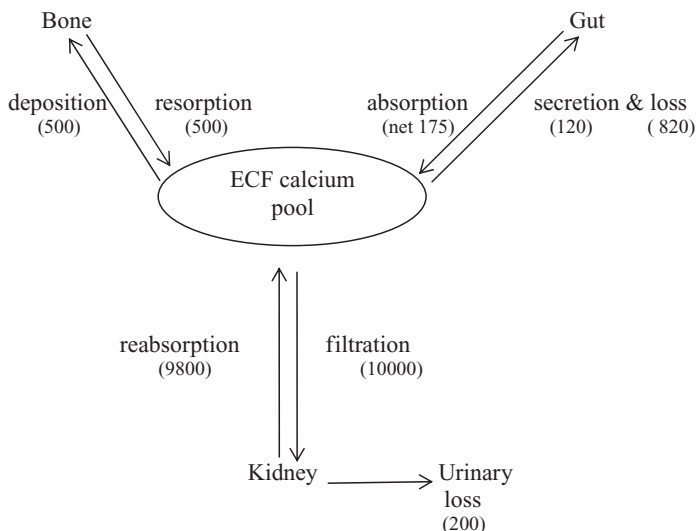 Bone
Gut
deposition
(500)
resorption
(500)
absorption
(net 175)
secretion & loss
(120) ( 820)
ECF calcium
pool
reabsorption
(9800)
filtration
(10000)
Kidney
Urinary
loss
(200)